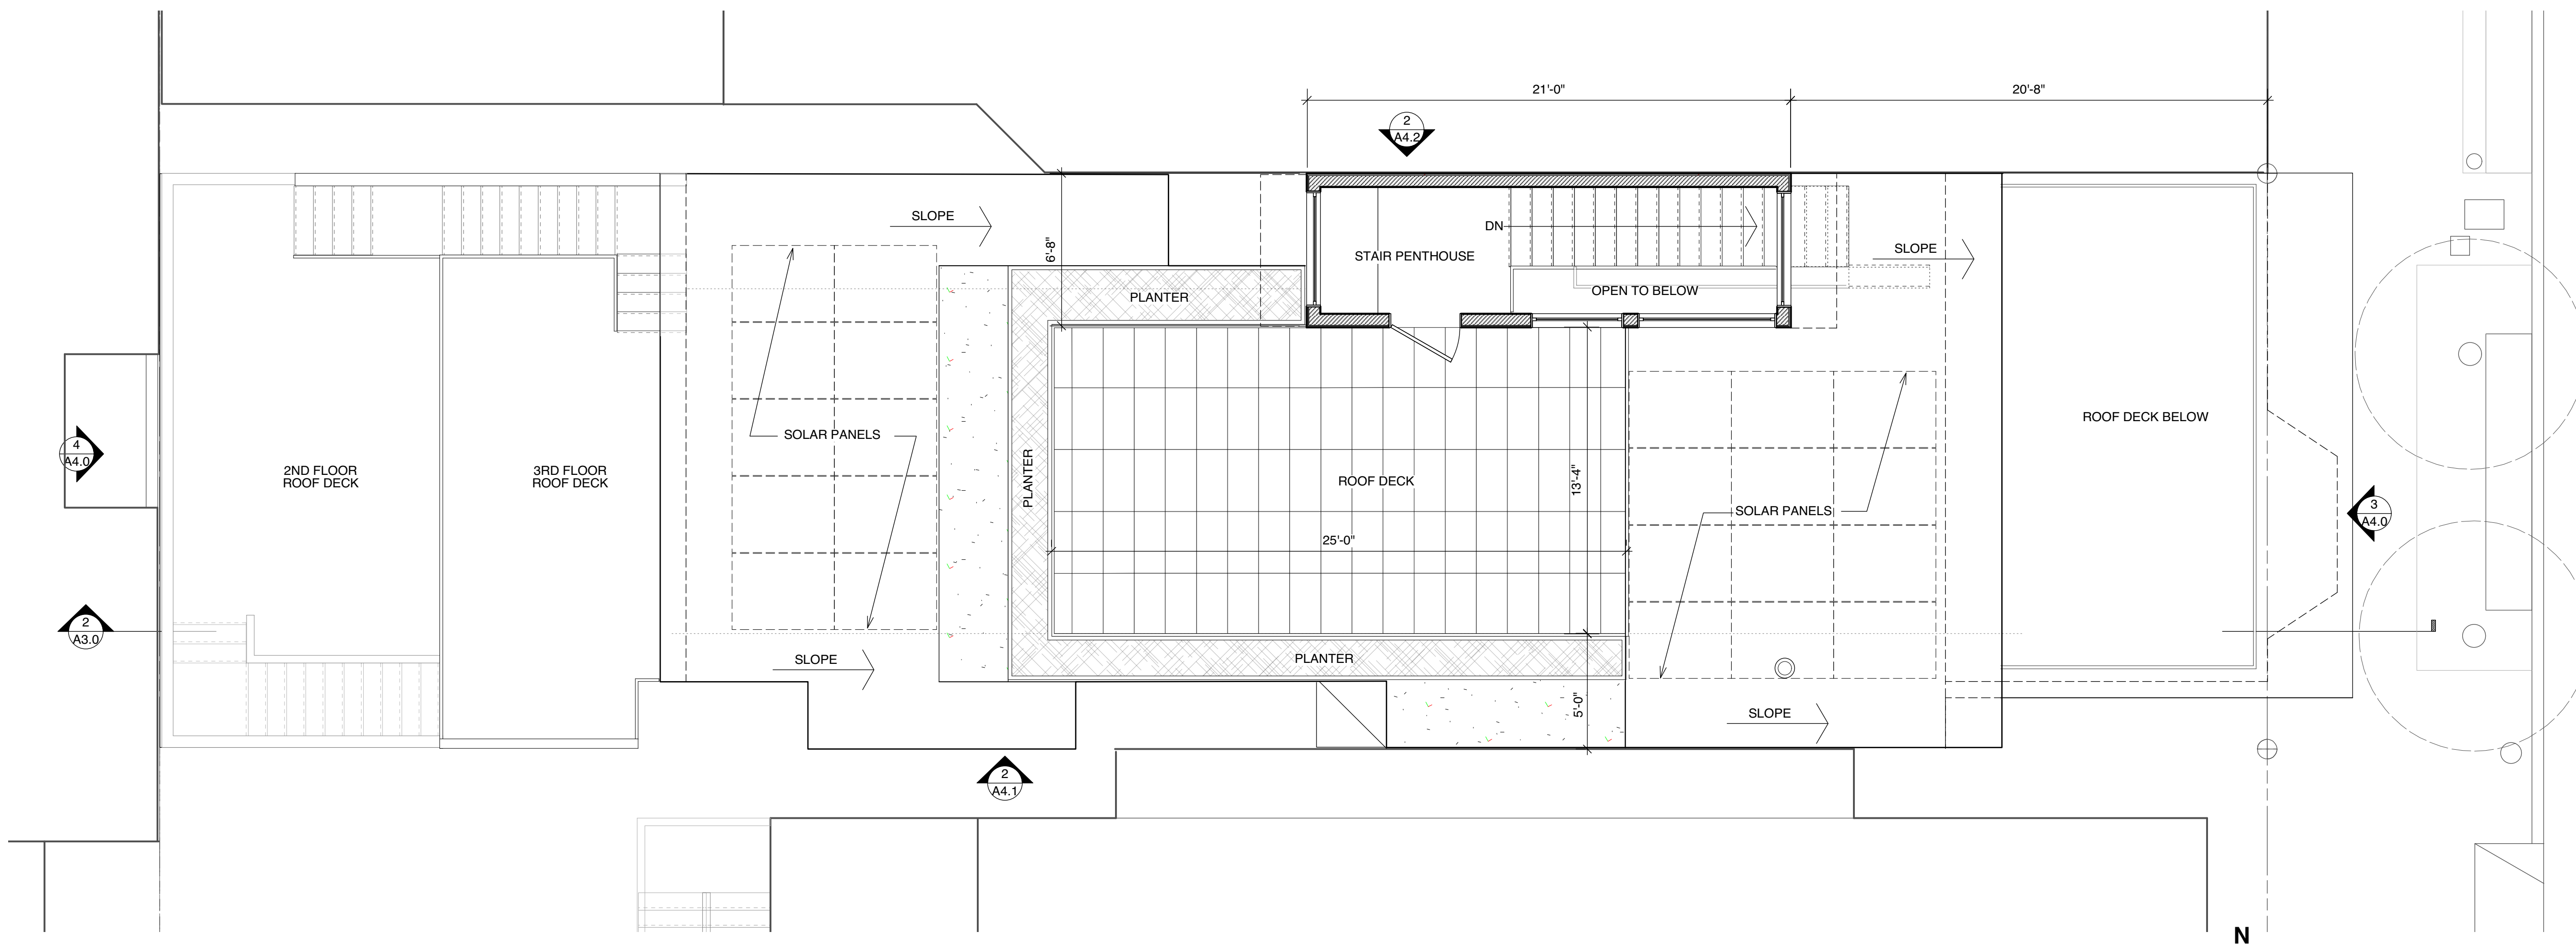 21'-0"
20'-8"
2
A4.2
SLOPE
6'-8"
DN
STAIR PENTHOUSE
SLOPE
OPEN TO BELOW
PLANTER
ROOF DECK BELOW
SOLAR PANELS
4
A4.0
2ND FLOOR
ROOF DECK
3RD FLOOR
ROOF DECK
PLANTER
ROOF DECK
13'-4"
SOLAR PANELS
3
A4.0
25'-0"
2
A3.0
SLOPE
PLANTER
5'-0"
SLOPE
2
A4.1
N